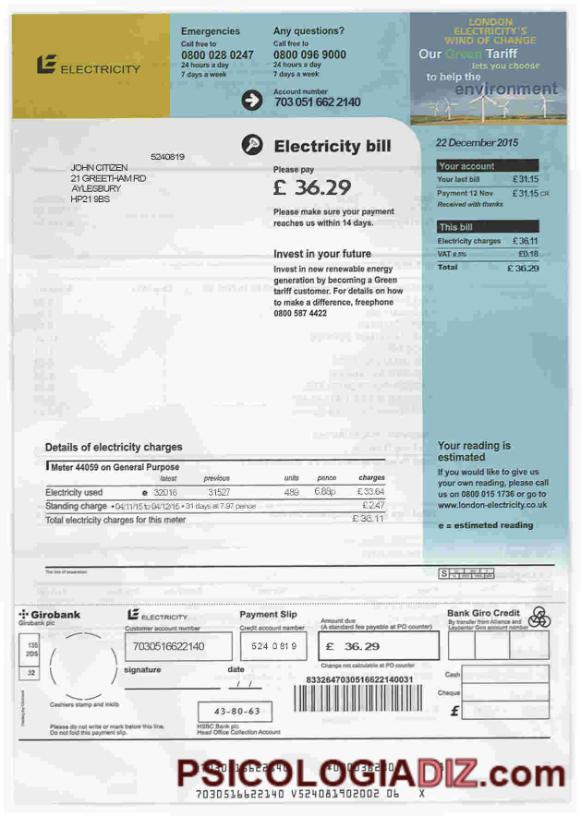 LE ELECTRICITY
Emergencies
Call free to
0800 028 0247
24 hours a day
7 days a week
Any questions?
Call free to
0800 096 9000
24 hours a day
7 days a week
Account number
703 051 662 2140
LONDON
ELECTRICITY'S
WIND OF CHANGE
Our Green Tariff
lets you choose
to help the
environment
5240819
JOHN CITIZEN
21 GREETHAM RD
AYLESBURY
HP21 9BS
Electricity bill
Please pay
£ 36.29
Please make sure your payment
reaches us within 14 days.
Invest in your future
Invest in new renewable energy
generation by becoming a Green
tariff customer. For details on how
to make a difference, freephone
0800 587 4422
22 December 2015
Your account
Your last bill £31.15
Payment 12 Nov £31.15 CR
Received with thanks
This bill
Electricity charges £36.11
VAT £0.18
Total £36.29
Details of electricity charges
Meter 44059 on General Purpose
latest previous units pence charges
Electricity used e 32016 31527 489 6.88p £33.64
Standing charge • 04/11/15 to 04/12/15 • 31 days at 7.97 pence £2.47
Total electricity charges for this meter £36.11
Your reading is
estimated
If you would like to give us
your own reading, please call
us on 0800 015 1736 or go to
www.london-electricity.co.uk
e = estimeted reading
S
Girobank
Girobank plc
LE ELECTRICITY
Payment Slip
Customer account number
7030516622140
Credit account number
524 0819
Amount due
(A standard fee payable at PO counter)
£ 36.29
Bank Giro Credit
By transfer from Alliance and
Leicester Giro account number
32
signature
date
/ /
Change not calculable at PO counter
8332647030516622140031
Cashiers stamp and initils
43-80-63
HSBC Bank plc
Head Office Collection Account
Cash
Cheque
£
Please do not write or mark below this line.
Do not fold this payment slip.
PSICOLOGIADIZ.com
7030516622140 V524081902002 06 X